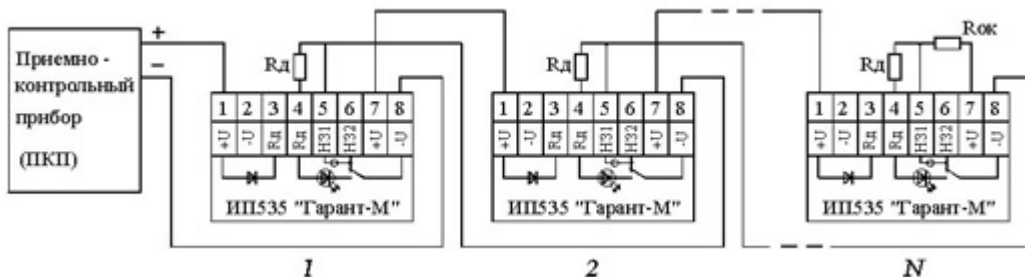 +
–
Приемно -
контрольный
прибор
(ПКП)
Rд
Rд
Rд
Rок
1 2 3 4 5 6 7 8
+U -U Rд Rд НЗ1 НЗ2 +U -U
ИП535 "Гарант-М"
1 2 3 4 5 6 7 8
+U -U Rд Rд НЗ1 НЗ2 +U -U
ИП535 "Гарант-М"
1 2 3 4 5 6 7 8
+U -U Rд Rд НЗ1 НЗ2 +U -U
ИП535 "Гарант-М"
1 2 N